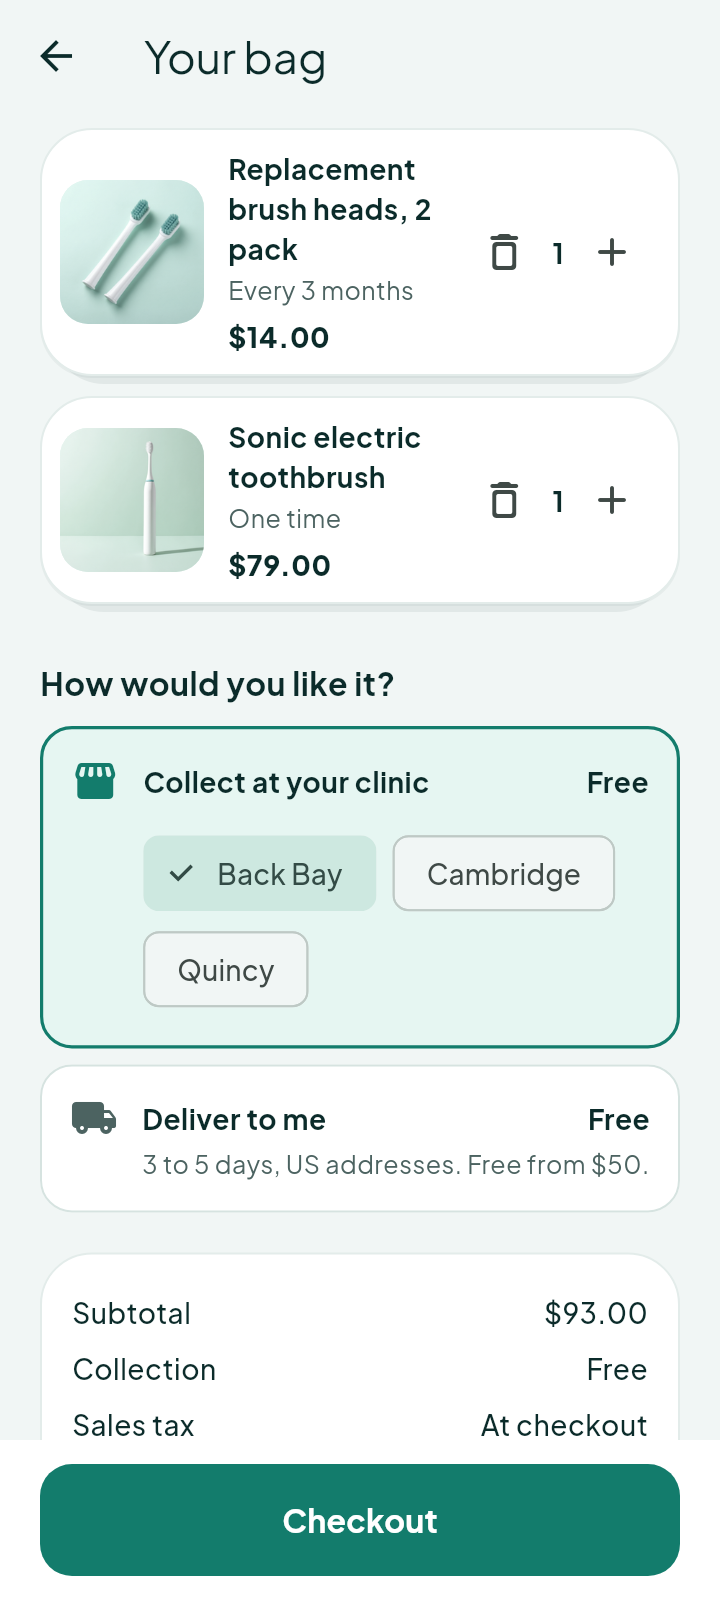 Your bag
Replacement
brush heads, 2
pack
Every 3 months
$14.00
1
Sonic electric
toothbrush
One time
$79.00
1
How would you like it?
Collect at your clinic Free
Back Bay Cambridge
Quincy
Deliver to me Free
3 to 5 days, US addresses. Free from $50.
Subtotal $93.00
Collection Free
Sales tax At checkout
Checkout